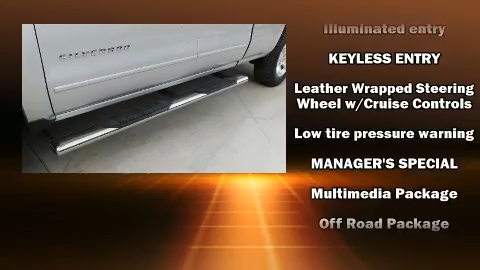 SILVERADO
Illuminated entry
KEYLESS ENTRY
Leather Wrapped Steering
Wheel w/Cruise Controls
Low tire pressure warning
MANAGER'S SPECIAL
Multimedia Package
Off Road Package